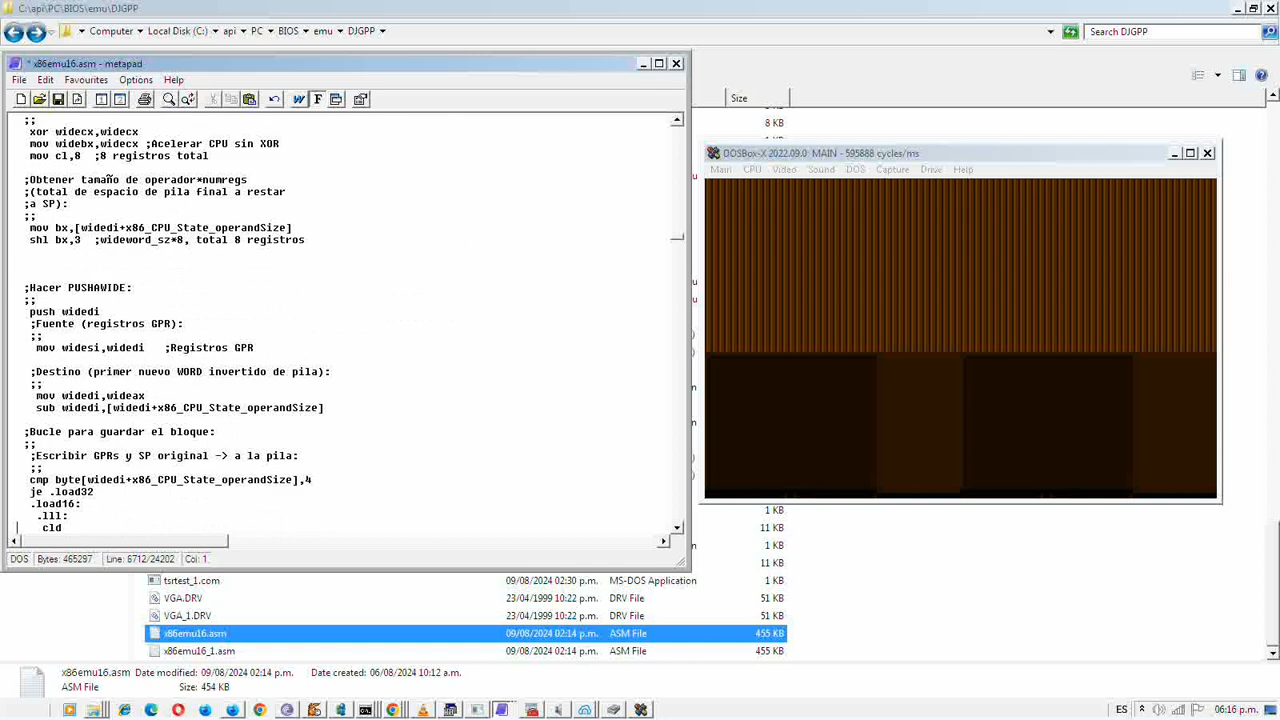 C:\api\PC\BIOS\emu\DJGPP
Computer Local Disk (C:) api PC BIOS emu DJGPP
Search DJGPP
* x86emu16.asm - metapad
File Edit Favourites Options Help
;;
xor widecx,widecx
mov widebx,widecx ;Acelerar CPU sin XOR
mov cl,8 ;8 registros total
;Obtener tamaño de operador*numregs
;(total de espacio de pila final a restar
;a SP):
;;
mov bx,[widedi+x86_CPU_State_operandSize]
shl bx,3 ;wideword_sz*8, total 8 registros
;Hacer PUSHAWIDE:
;;
push widedi
;Fuente (registros GPR):
;;
mov widesi,widedi ;Registros GPR
;Destino (primer nuevo WORD invertido de pila):
;;
mov widedi,wideax
sub widedi,[widedi+x86_CPU_State_operandSize]
;Bucle para guardar el bloque:
;;
;Escribir GPRs y SP original -> a la pila:
;;
cmp byte[widedi+x86_CPU_State_operandSize],4
je .load32
.load16:
.lll:
cld
DOS Bytes: 465297 Line: 6712/24202 Col: 1
Size
8 KB
DOSBox-X 2022.09.0: MAIN - 595888 cycles/ms
Main CPU Video Sound DOS Capture Drive Help
1 KB
11 KB
11 KB
11 KB
tsrtest_1.com 09/08/2024 02:30 p.m. MS-DOS Application 1 KB
VGA.DRV 23/04/1999 10:22 p.m. DRV File 51 KB
VGA_1.DRV 23/04/1999 10:22 p.m. DRV File 51 KB
x86emu16.asm 09/08/2024 02:14 p.m. ASM File 455 KB
x86emu16_1.asm 09/08/2024 02:14 p.m. ASM File 455 KB
x86emu16.asm Date modified: 09/08/2024 02:14 p.m. Date created: 06/08/2024 10:12 a.m.
ASM File Size: 454 KB
ES 06:16 p.m.